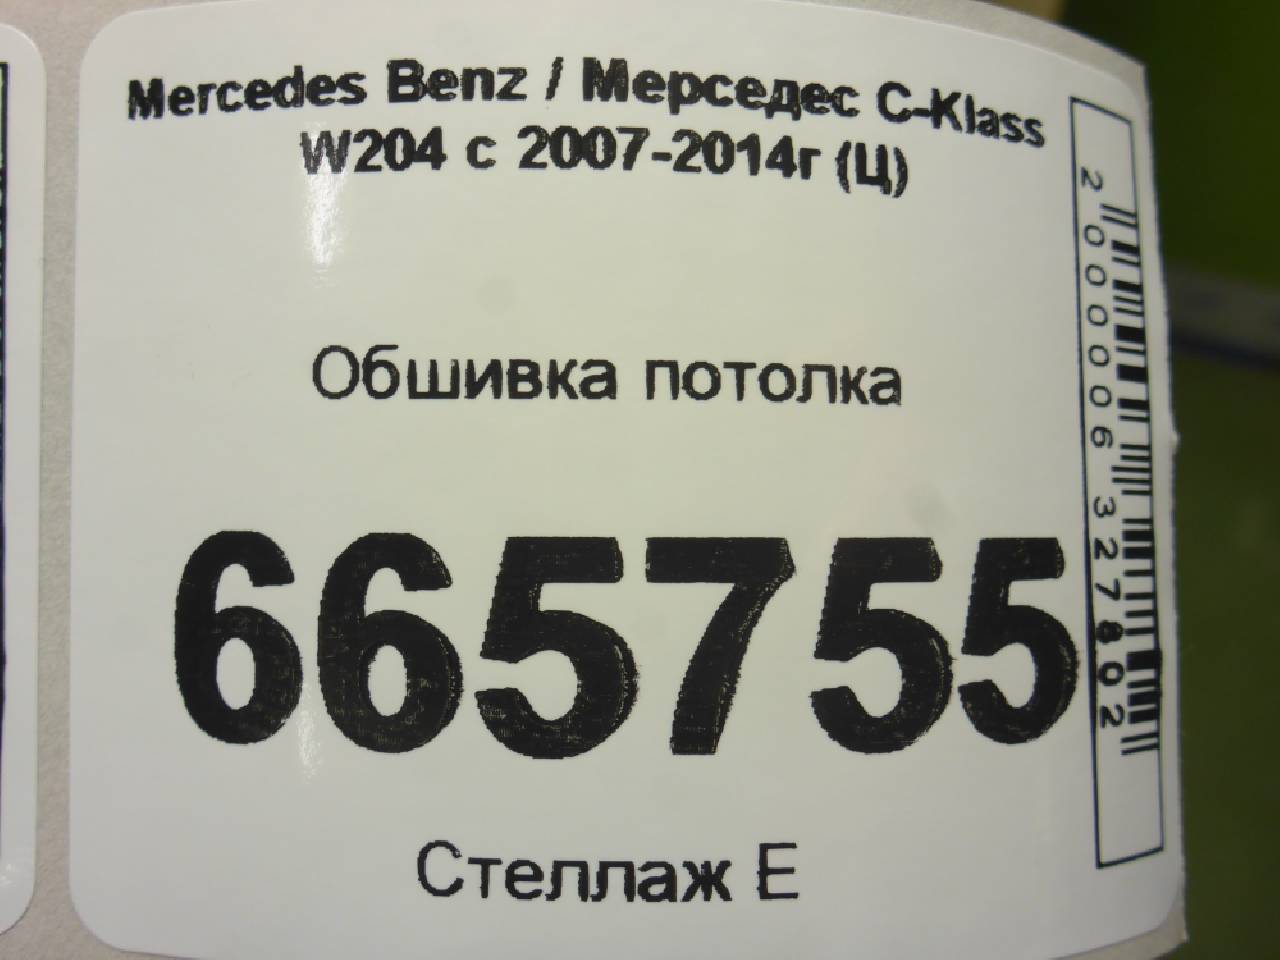 Mercedes Benz / Мерседес C-Klass
W204 с 2007-2014г (Ц)
Обшивка потолка
665755
Стеллаж Е
2000006327802